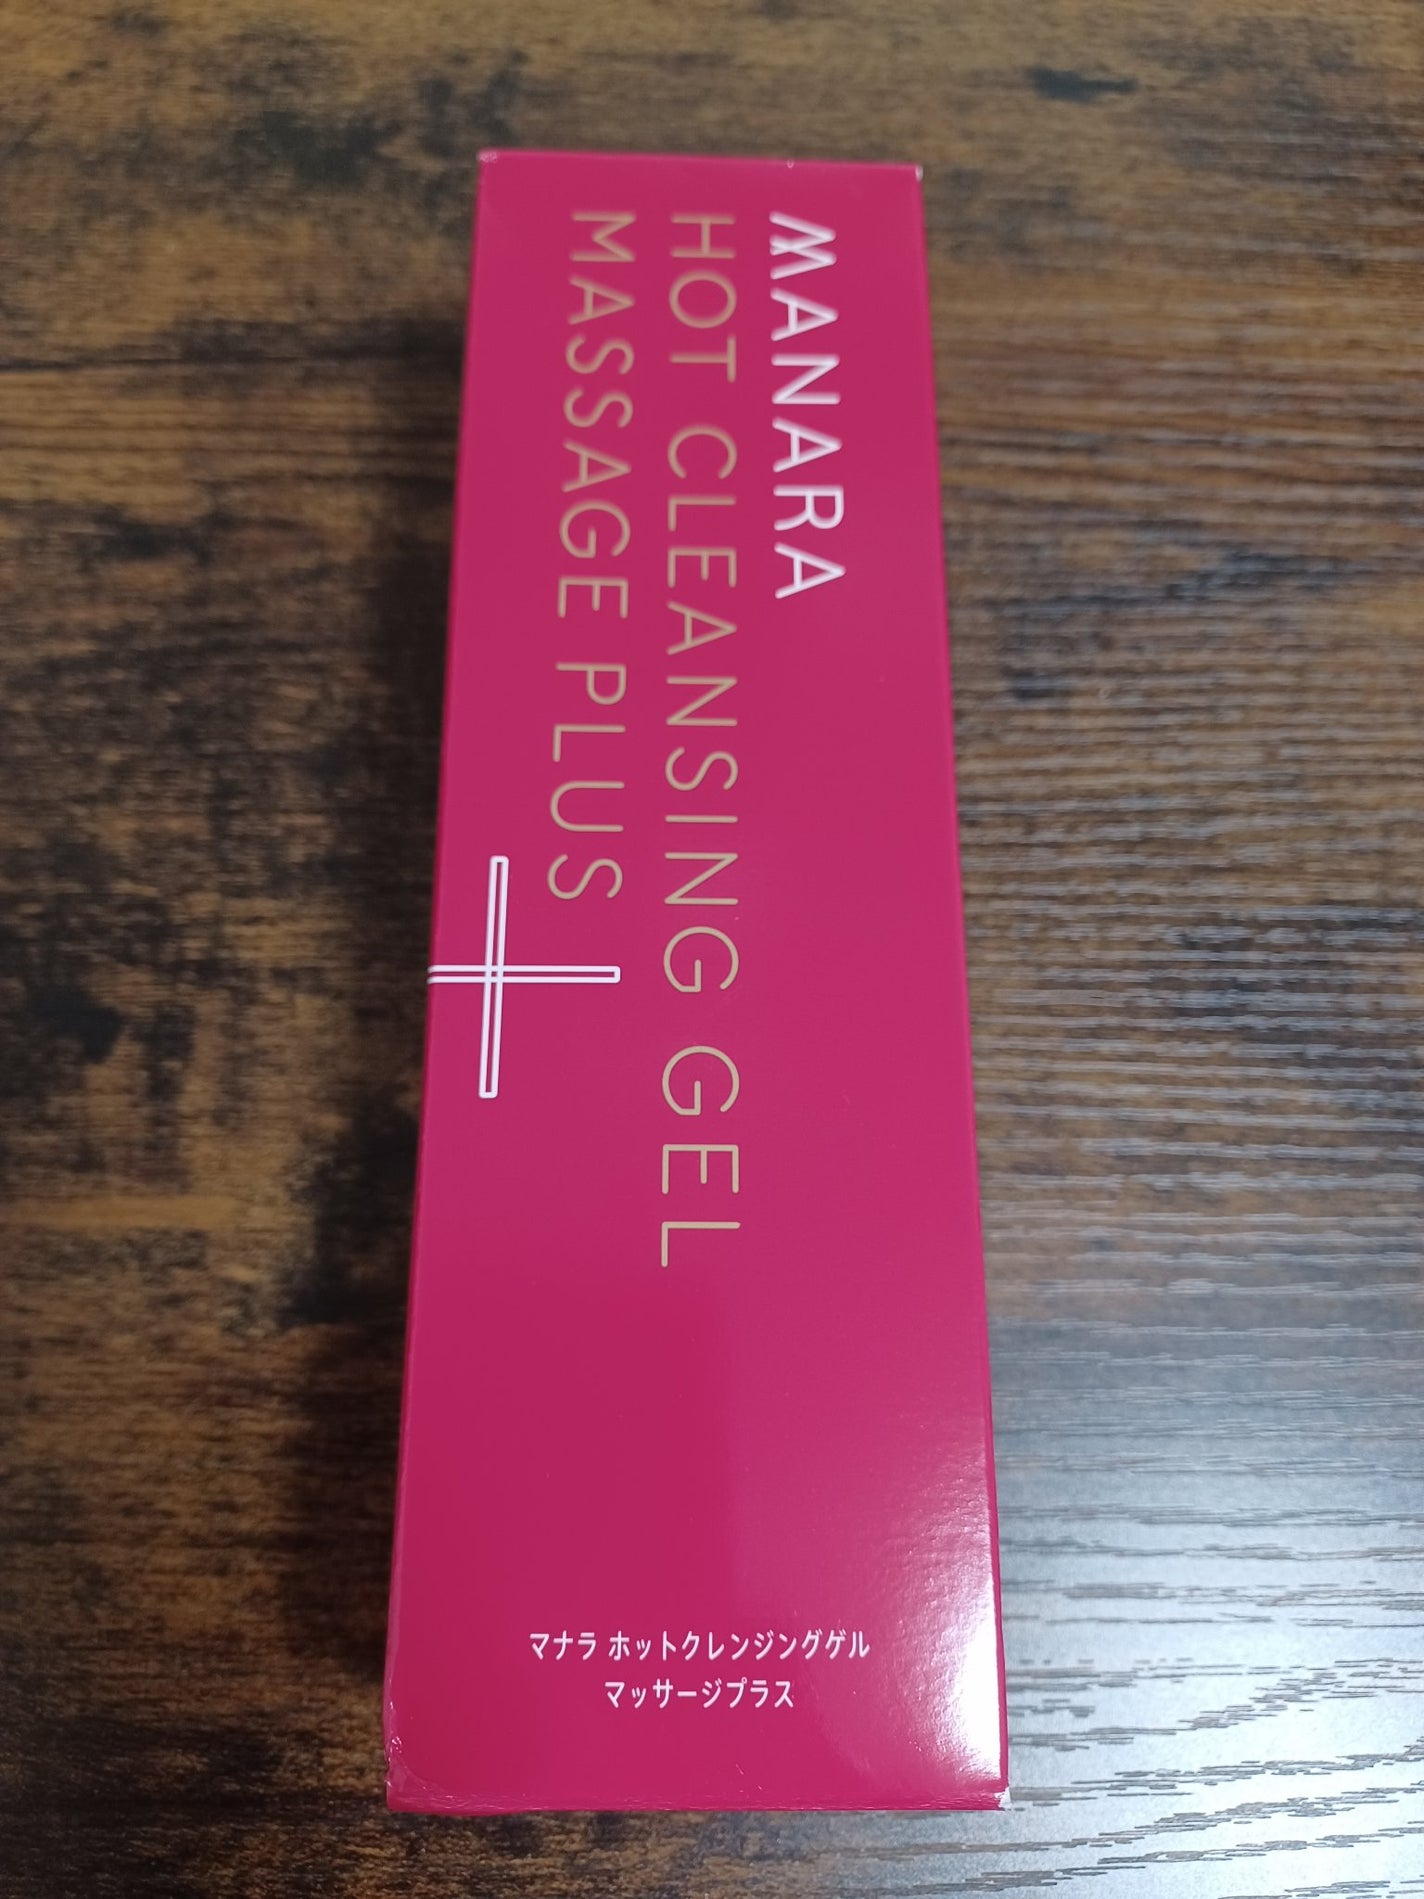 MANARA
HOT CLEANSING GEL
MASSAGE PLUS
マナラ ホットクレンジングゲル
マッサージプラス